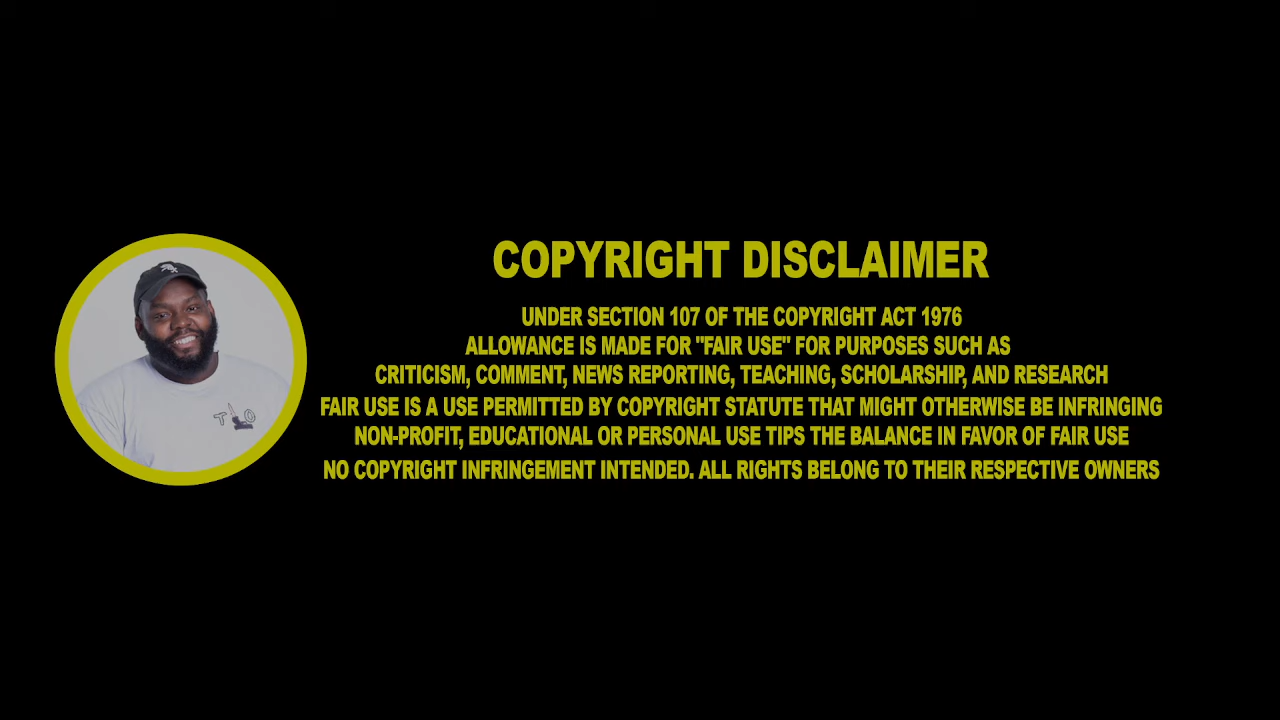 COPYRIGHT DISCLAIMER
UNDER SECTION 107 OF THE COPYRIGHT ACT 1976
ALLOWANCE IS MADE FOR "FAIR USE" FOR PURPOSES SUCH AS
CRITICISM, COMMENT, NEWS REPORTING, TEACHING, SCHOLARSHIP, AND RESEARCH
FAIR USE IS A USE PERMITTED BY COPYRIGHT STATUTE THAT MIGHT OTHERWISE BE INFRINGING
NON-PROFIT, EDUCATIONAL OR PERSONAL USE TIPS THE BALANCE IN FAVOR OF FAIR USE
NO COPYRIGHT INFRINGEMENT INTENDED. ALL RIGHTS BELONG TO THEIR RESPECTIVE OWNERS